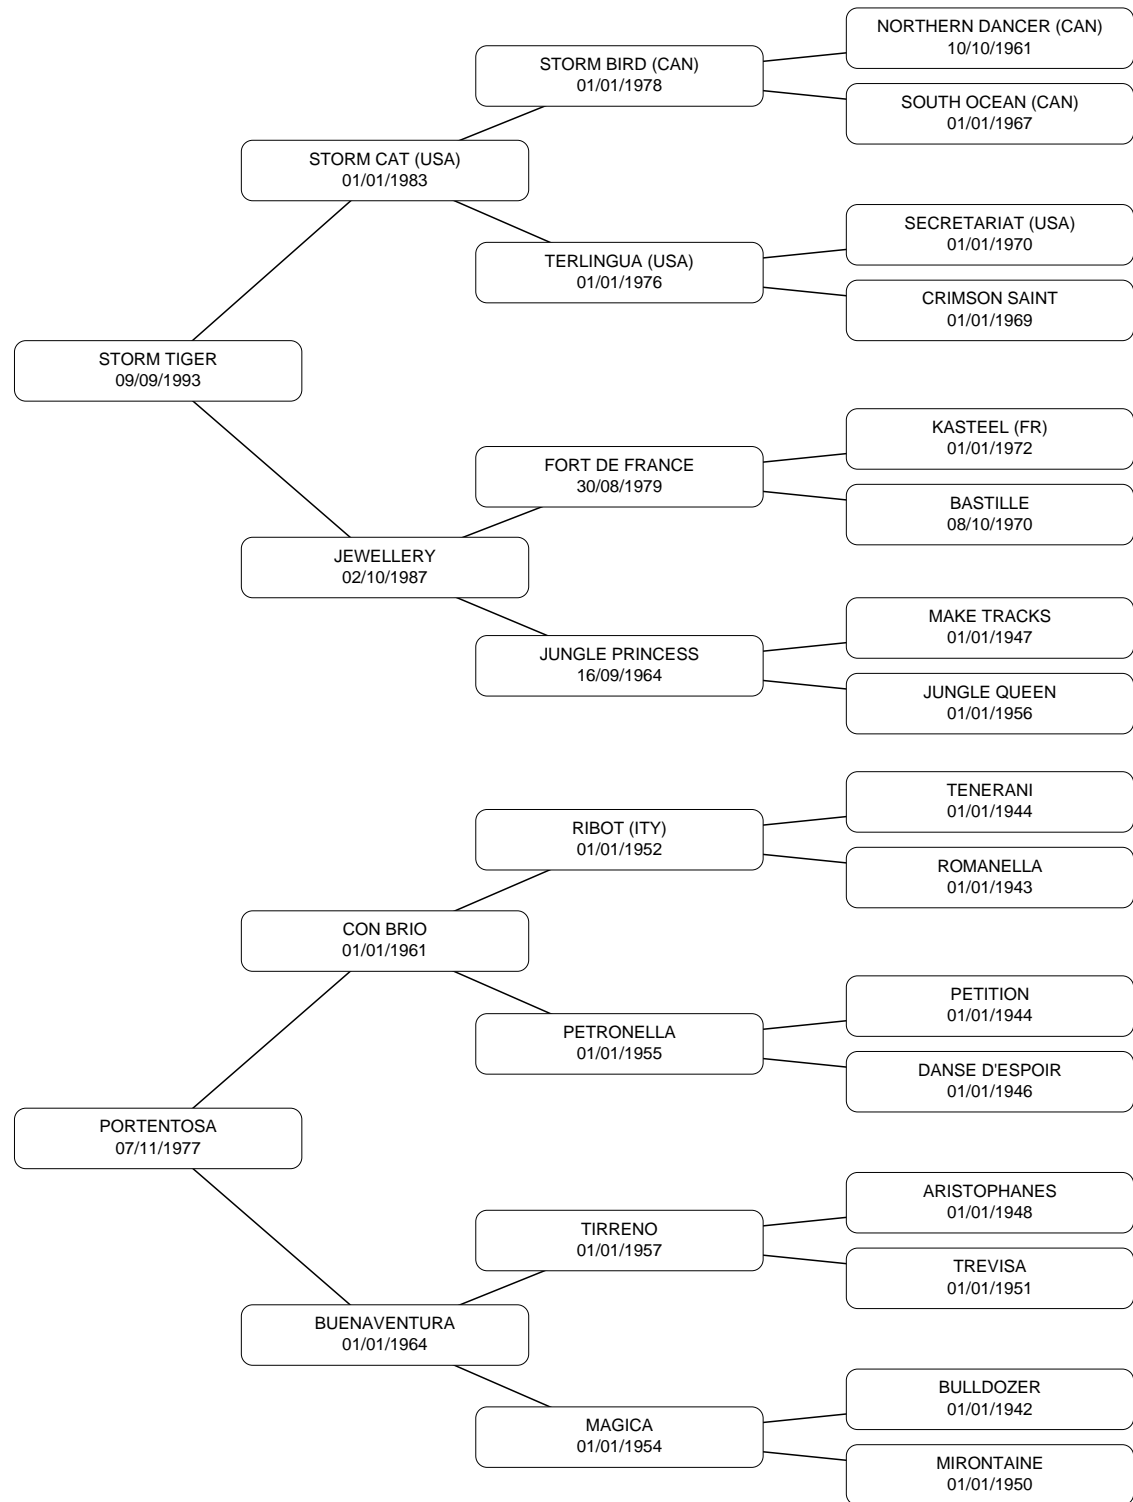 NORTHERN DANCER (CAN)
10/10/1961
STORM BIRD (CAN)
01/01/1978
SOUTH OCEAN (CAN)
01/01/1967
STORM CAT (USA)
01/01/1983
SECRETARIAT (USA)
01/01/1970
TERLINGUA (USA)
01/01/1976
CRIMSON SAINT
01/01/1969
STORM TIGER
09/09/1993
KASTEEL (FR)
01/01/1972
FORT DE FRANCE
30/08/1979
BASTILLE
08/10/1970
JEWELLERY
02/10/1987
MAKE TRACKS
01/01/1947
JUNGLE PRINCESS
16/09/1964
JUNGLE QUEEN
01/01/1956
TENERANI
01/01/1944
RIBOT (ITY)
01/01/1952
ROMANELLA
01/01/1943
CON BRIO
01/01/1961
PETITION
01/01/1944
PETRONELLA
01/01/1955
DANSE D'ESPOIR
01/01/1946
PORTENTOSA
07/11/1977
ARISTOPHANES
01/01/1948
TIRRENO
01/01/1957
TREVISA
01/01/1951
BUENAVENTURA
01/01/1964
BULLDOZER
01/01/1942
MAGICA
01/01/1954
MIRONTAINE
01/01/1950